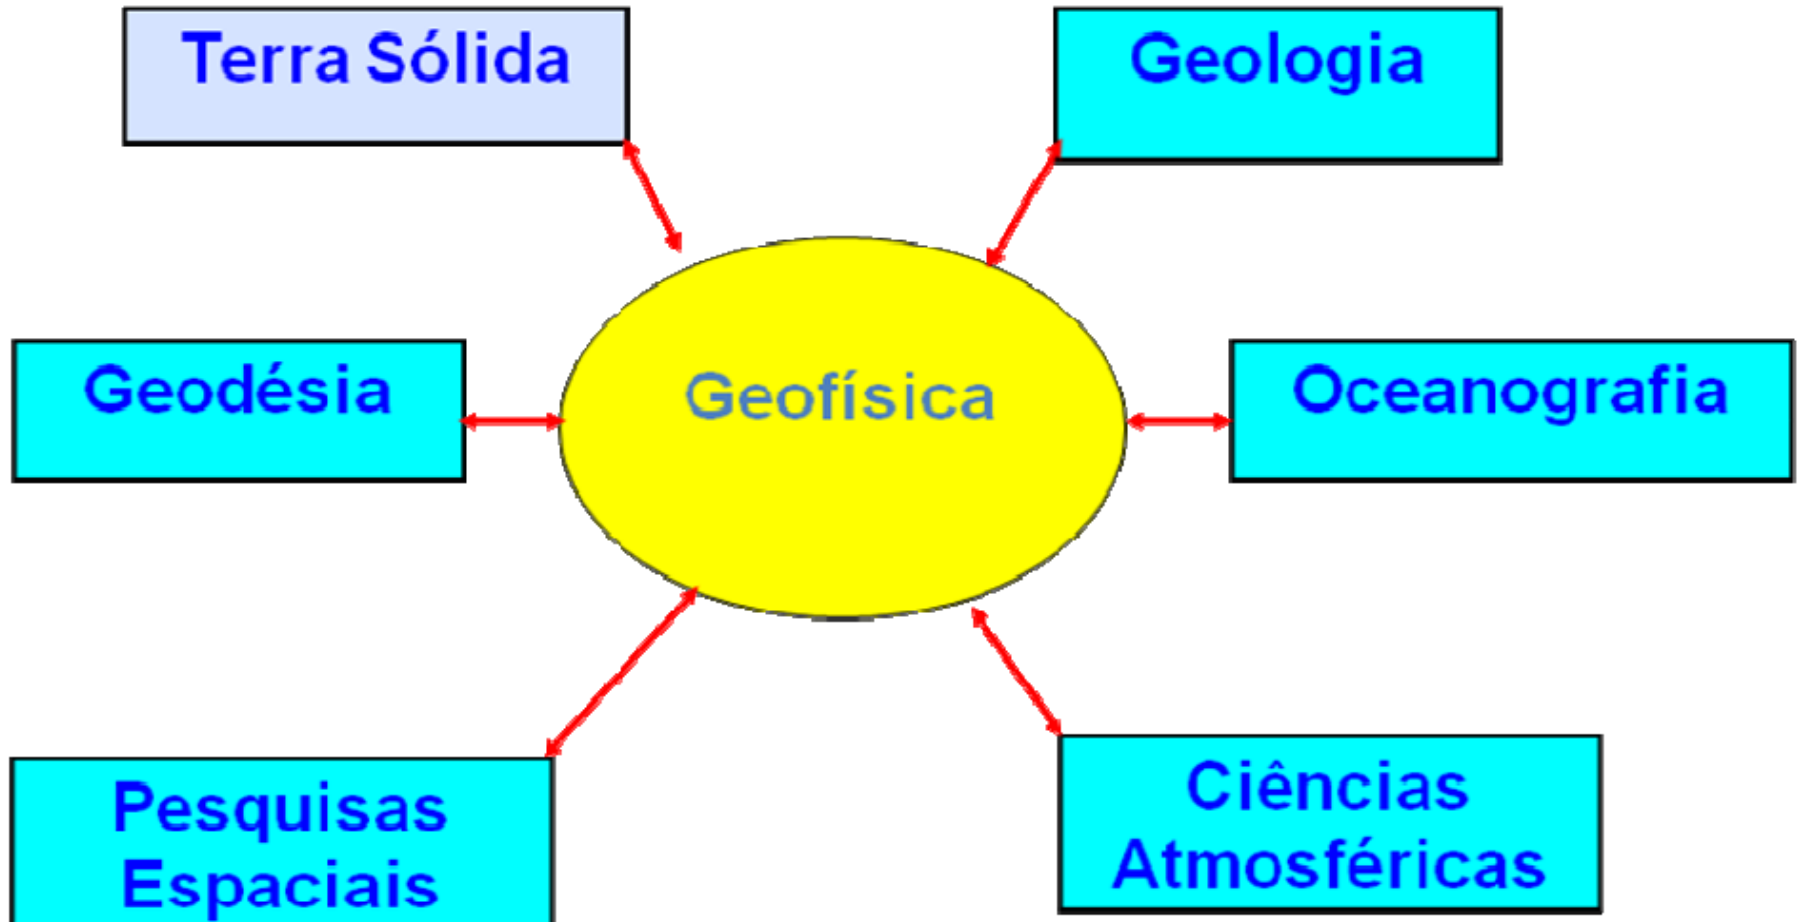 Terra Sólida
Geologia
Geodésia
Geofísica
Oceanografia
Pesquisas
Espaciais
Ciências
Atmosféricas